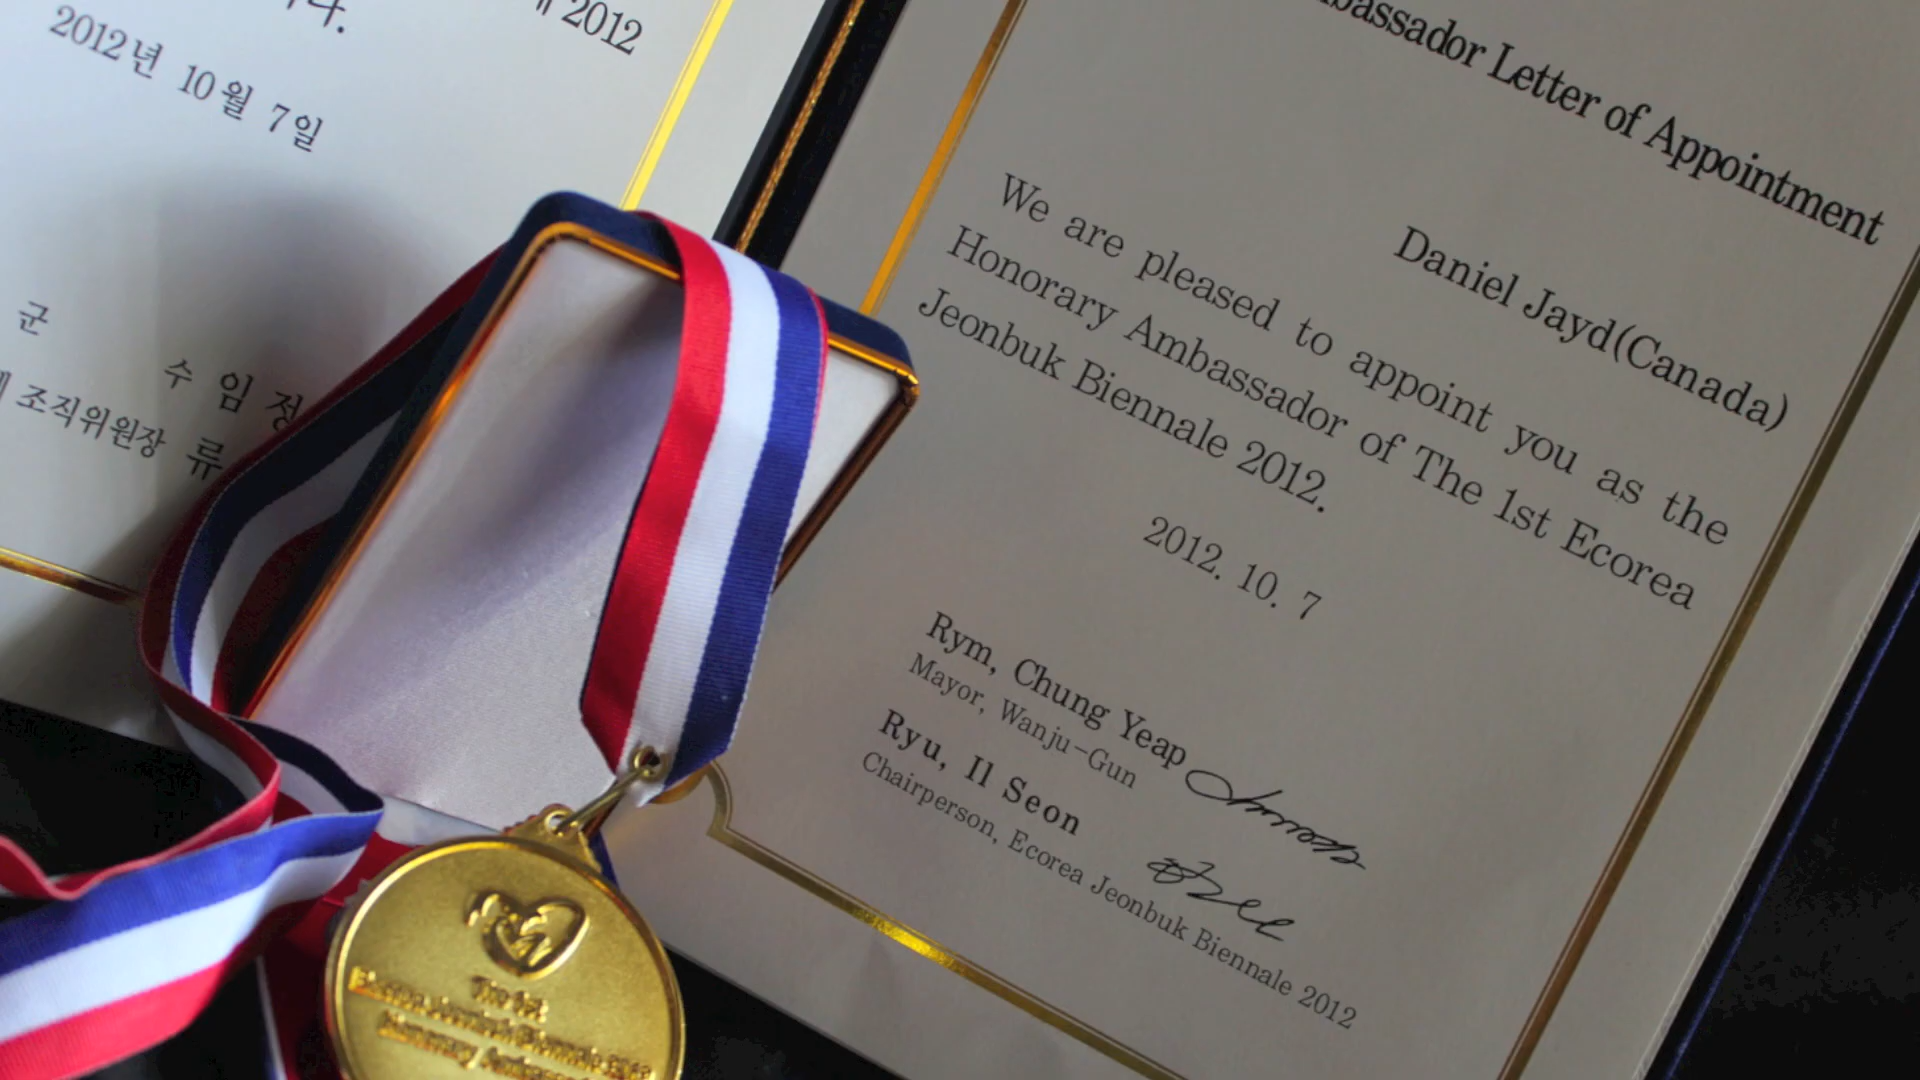 2012
2012년 10월 7일
군
수 임 정
조직위원장 류
Letter of Appointment
Daniel Jayd(Canada)
We are pleased to appoint you as the
Honorary Ambassador of The 1st Ecorea
Jeonbuk Biennale 2012.
2012. 10. 7
Rym, Chung Yeap
Mayor, Wanju-Gun
Ryu, Il Seon
Chairperson, Ecorea Jeonbuk Biennale 2012
The 1st